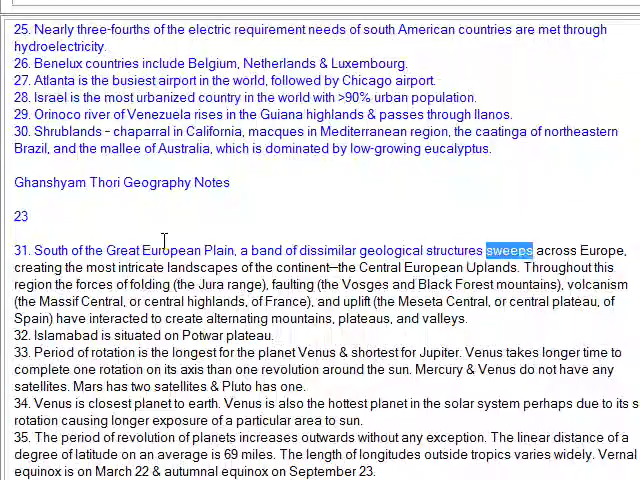 25. Nearly three-fourths of the electric requirement needs of south American countries are met through
hydroelectricity.
26. Benelux countries include Belgium, Netherlands & Luxembourg.
27. Atlanta is the busiest airport in the world, followed by Chicago airport.
28. Israel is the most urbanized country in the world with >90% urban population.
29. Orinoco river of Venezuela rises in the Guiana highlands & passes through llanos.
30. Shrublands – chaparral in California, macques in Mediterranean region, the caatinga of northeastern
Brazil, and the mallee of Australia, which is dominated by low-growing eucalyptus.
Ghanshyam Thori Geography Notes
23
31. South of the Great European Plain, a band of dissimilar geological structures sweeps across Europe,
creating the most intricate landscapes of the continent—the Central European Uplands. Throughout this
region the forces of folding (the Jura range), faulting (the Vosges and Black Forest mountains), volcanism
(the Massif Central, or central highlands, of France), and uplift (the Meseta Central, or central plateau, of
Spain) have interacted to create alternating mountains, plateaus, and valleys.
32. Islamabad is situated on Potwar plateau.
33. Period of rotation is the longest for the planet Venus & shortest for Jupiter. Venus takes longer time to
complete one rotation on its axis than one revolution around the sun. Mercury & Venus do not have any
satellites. Mars has two satellites & Pluto has one.
34. Venus is closest planet to earth. Venus is also the hottest planet in the solar system perhaps due to its s
rotation causing longer exposure of a particular area to sun.
35. The period of revolution of planets increases outwards without any exception. The linear distance of a
degree of latitude on an average is 69 miles. The length of longitudes outside tropics varies widely. Vernal
equinox is on March 22 & autumnal equinox on September 23.